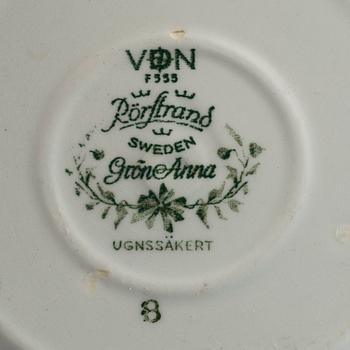 VDN
F555
Rörstrand
SWEDEN
Grön Anna
UGNSSÄKERT
8